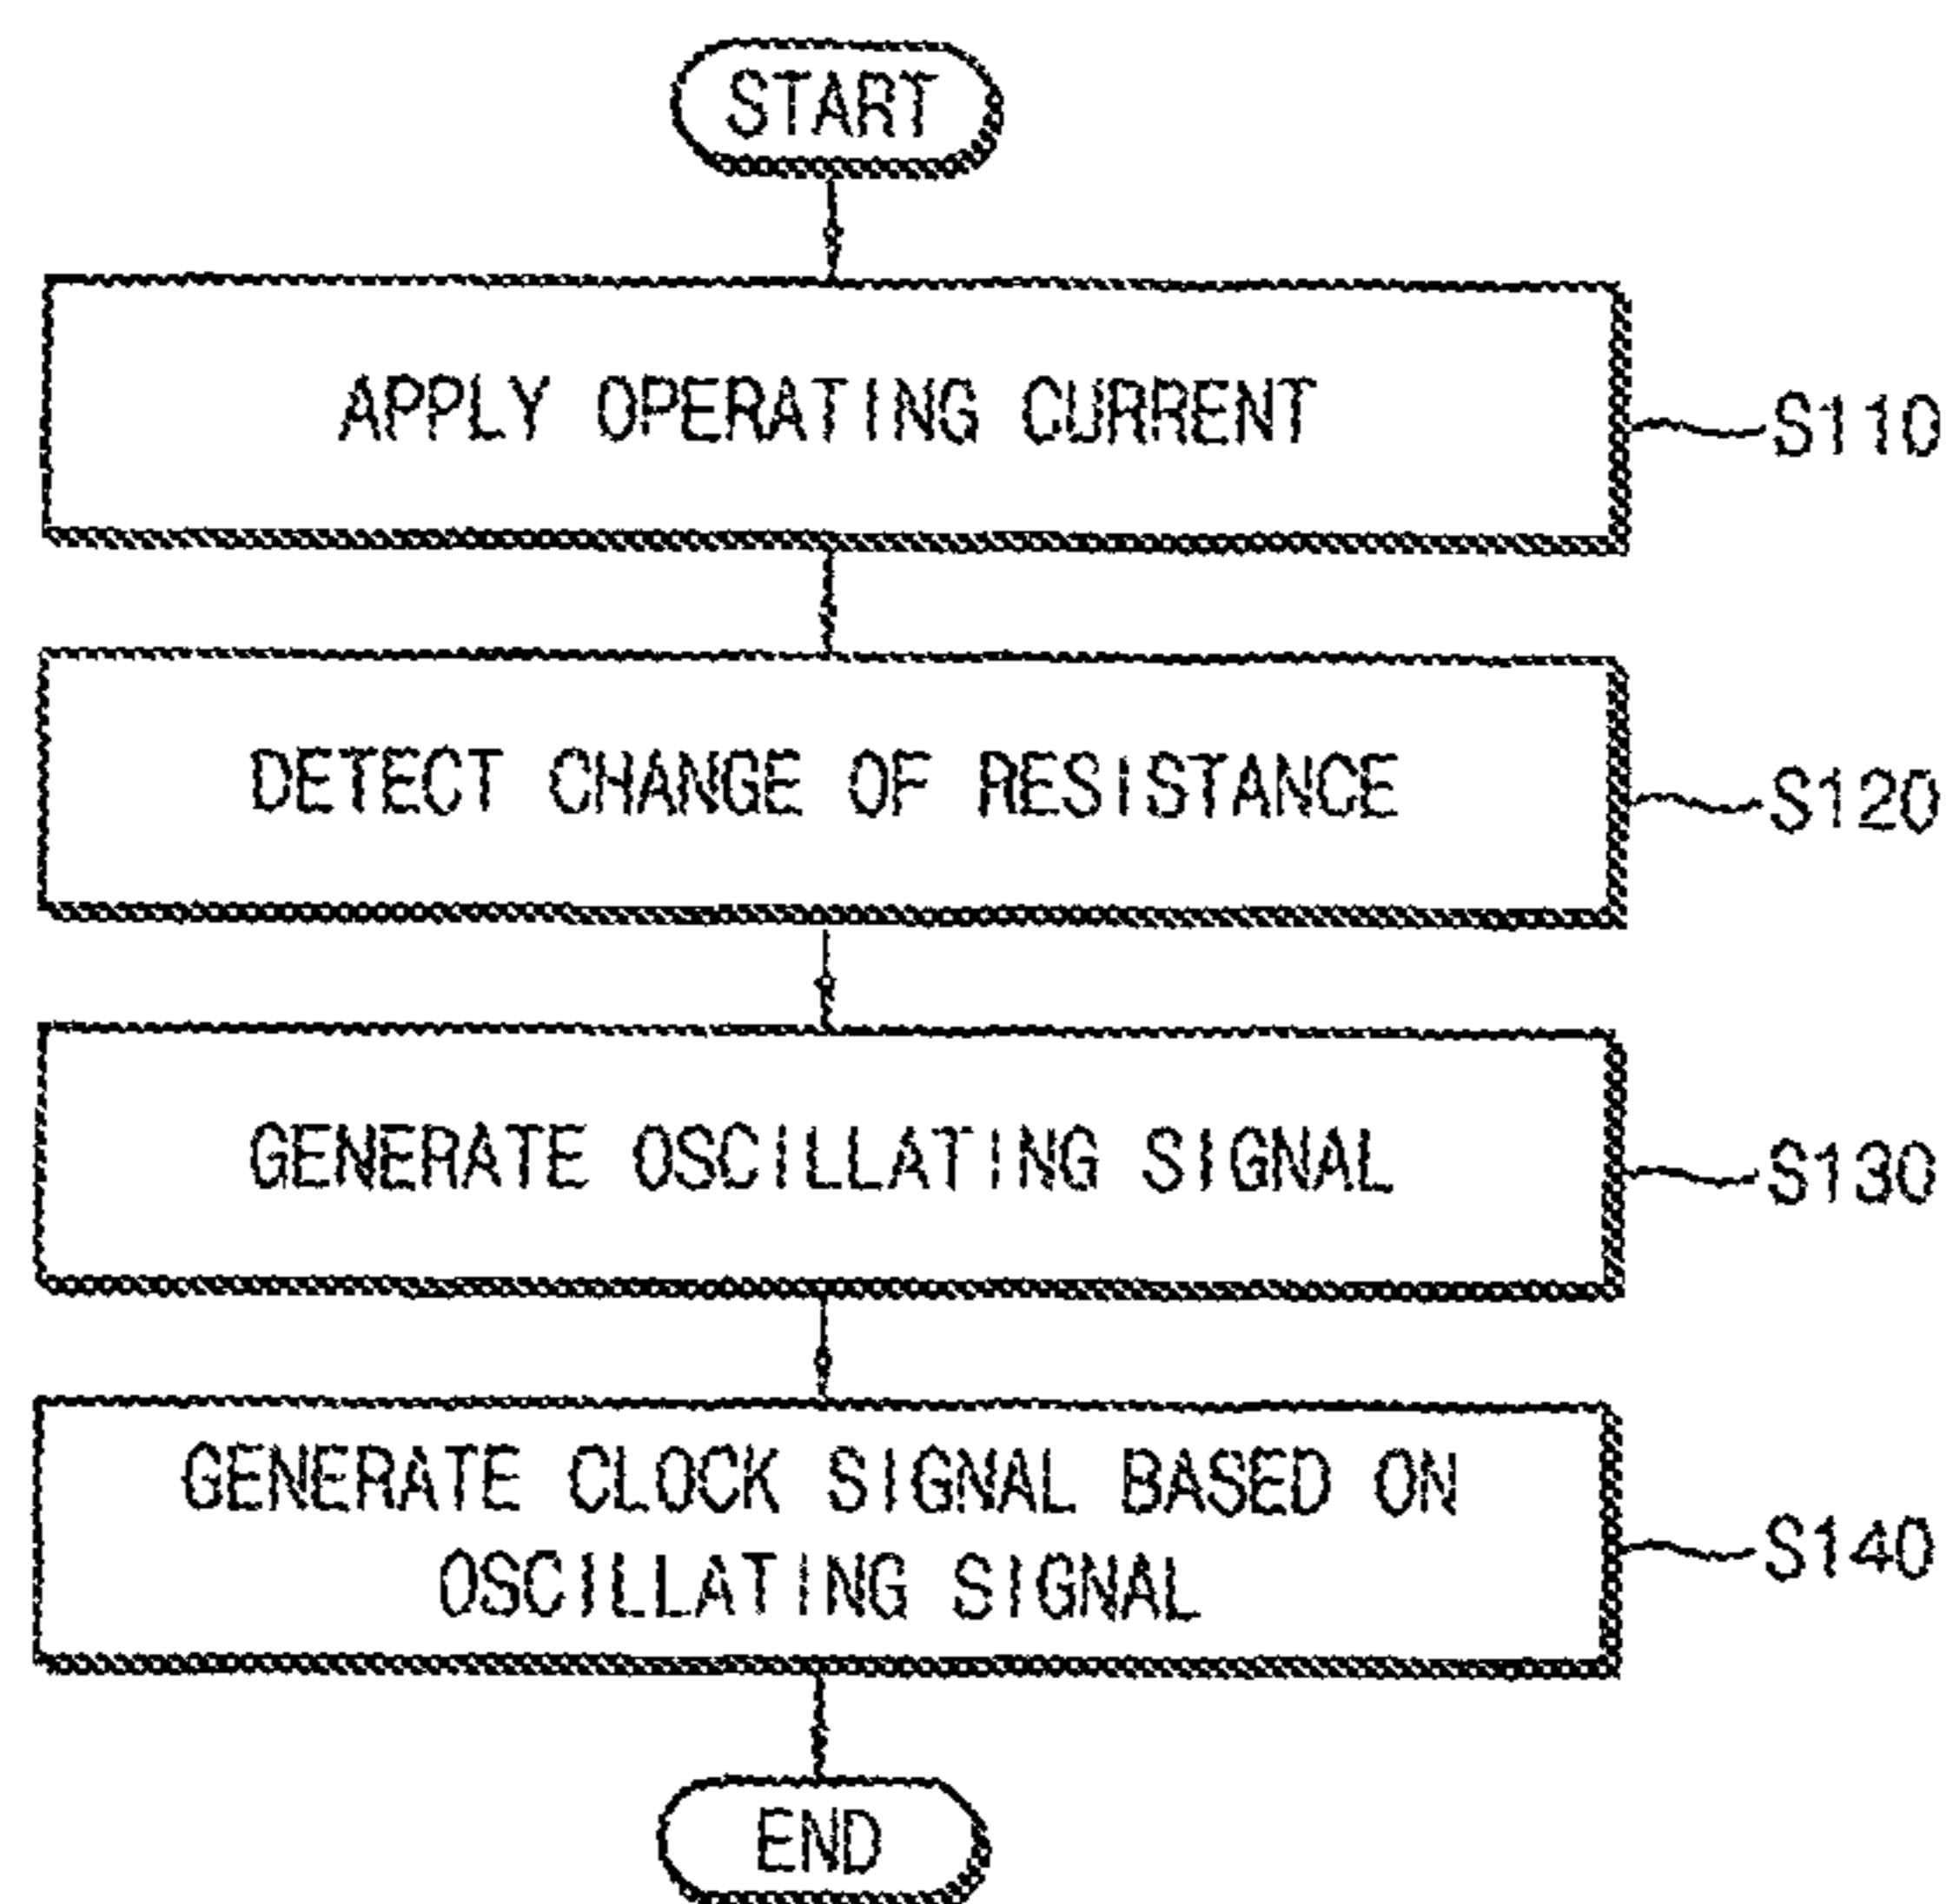 START
APPLY OPERATING CURRENT
S110
DETECT CHANGE OF RESISTANCE
S120
GENERATE OSCILLATING SIGNAL
S130
GENERATE CLOCK SIGNAL BASED ON
OSCILLATING SIGNAL
S140
END